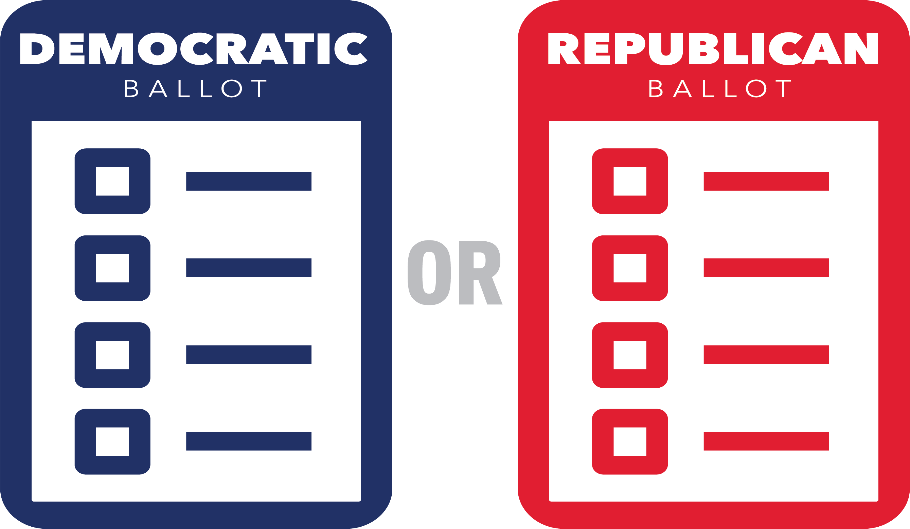 DEMOCRATIC
BALLOT
OR
REPUBLICAN
BALLOT